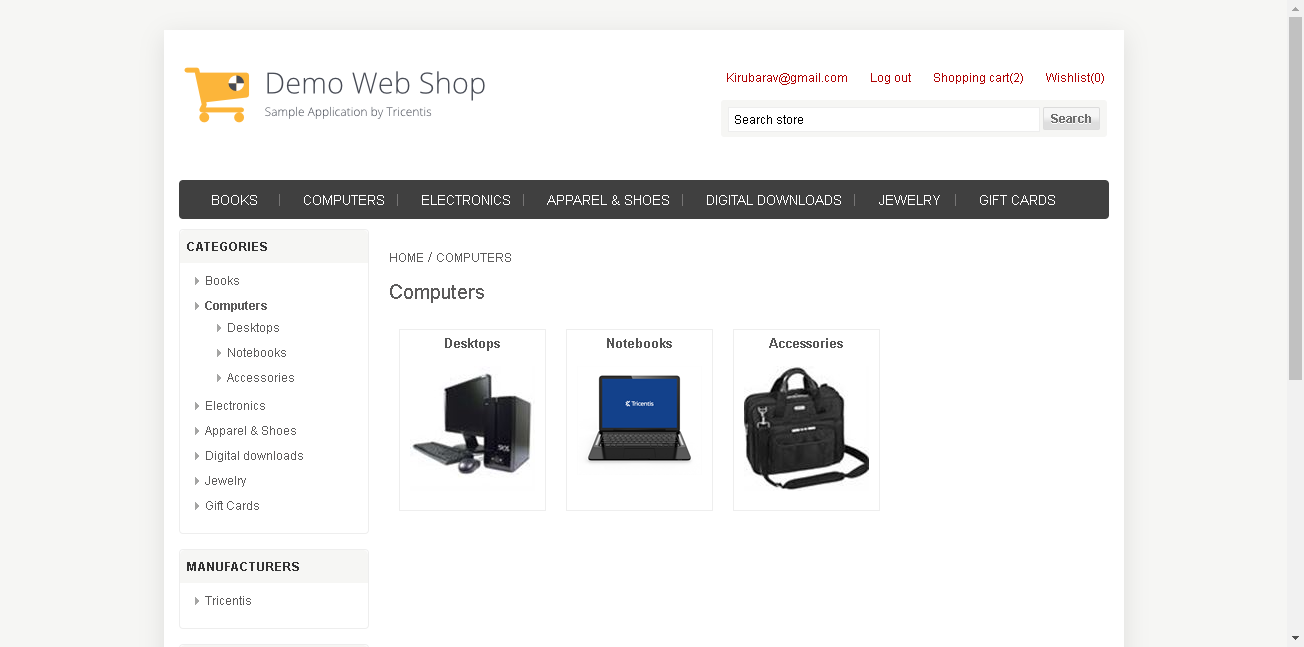 Demo Web Shop
Sample Application by Tricentis
Kirubarav@gmail.com Log out Shopping cart(2) Wishlist(0)
Search store Search
BOOKS COMPUTERS ELECTRONICS APPAREL & SHOES DIGITAL DOWNLOADS JEWELRY GIFT CARDS
CATEGORIES
Books
Computers
Desktops
Notebooks
Accessories
Electronics
Apparel & Shoes
Digital downloads
Jewelry
Gift Cards
MANUFACTURERS
Tricentis
HOME / COMPUTERS
Computers
Desktops Notebooks Accessories
Tricentis